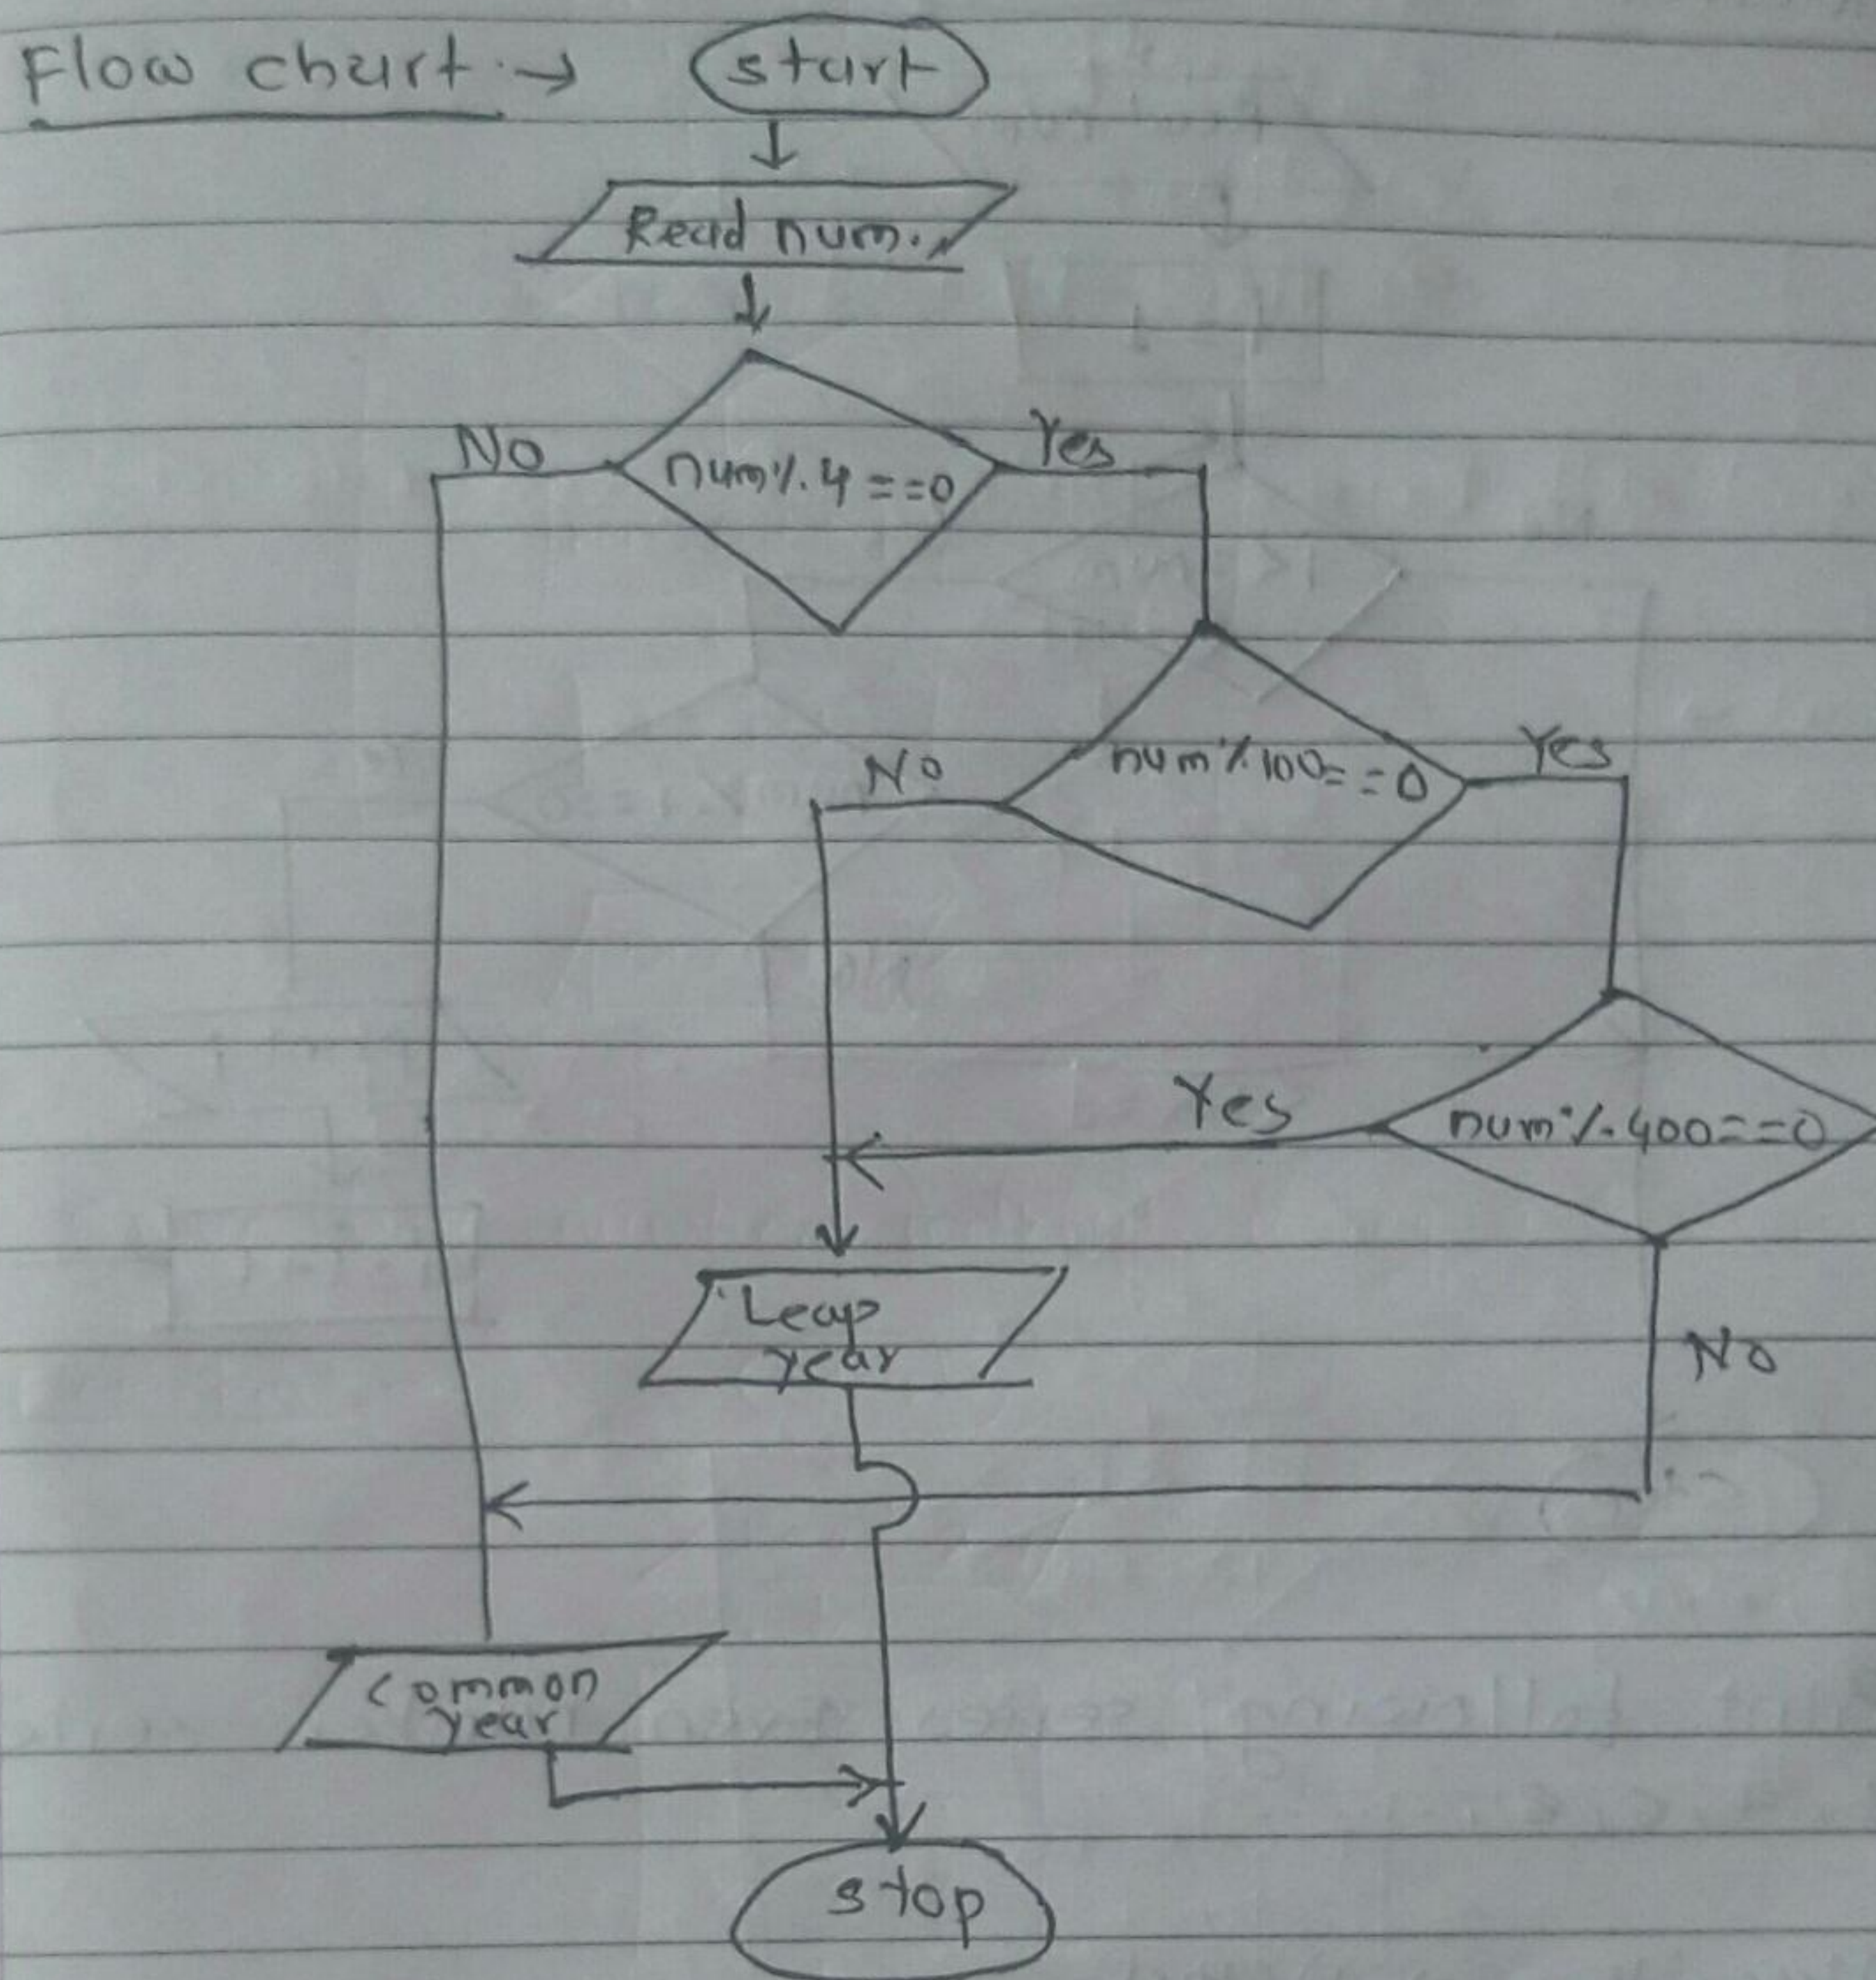 Flow chart → start
Read num.
num % 4 == 0
No
Yes
num % 100 == 0
No
Yes
num % 400 == 0
Yes
No
Leap
year
Common
year
stop